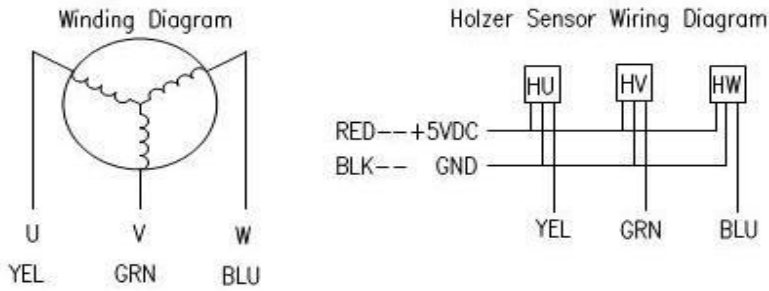 Winding Diagram
U V W
YEL GRN BLU
Holzer Sensor Wiring Diagram
HU HV HW
RED--+5VDC
BLK-- GND
YEL GRN BLU